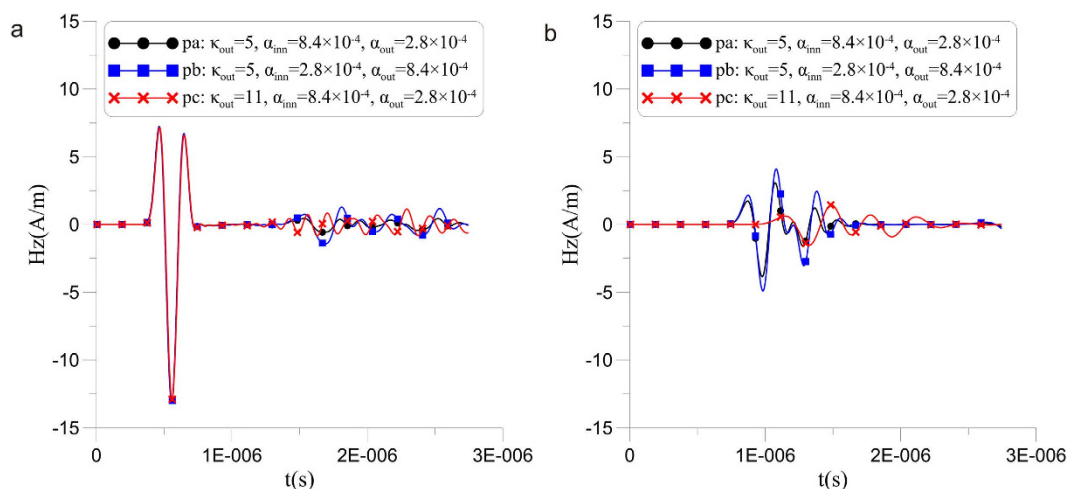 a
15
10
5
0
-5
-10
-15
Hz(A/m)
pa: κout=5, αinn=8.4×10-4, αout=2.8×10-4
pb: κout=5, αinn=2.8×10-4, αout=8.4×10-4
pc: κout=11, αinn=8.4×10-4, αout=2.8×10-4
0
1E-006
2E-006
3E-006
t(s)
b
15
10
5
0
-5
-10
-15
Hz(A/m)
pa: κout=5, αinn=8.4×10-4, αout=2.8×10-4
pb: κout=5, αinn=2.8×10-4, αout=8.4×10-4
pc: κout=11, αinn=8.4×10-4, αout=2.8×10-4
0
1E-006
2E-006
3E-006
t(s)